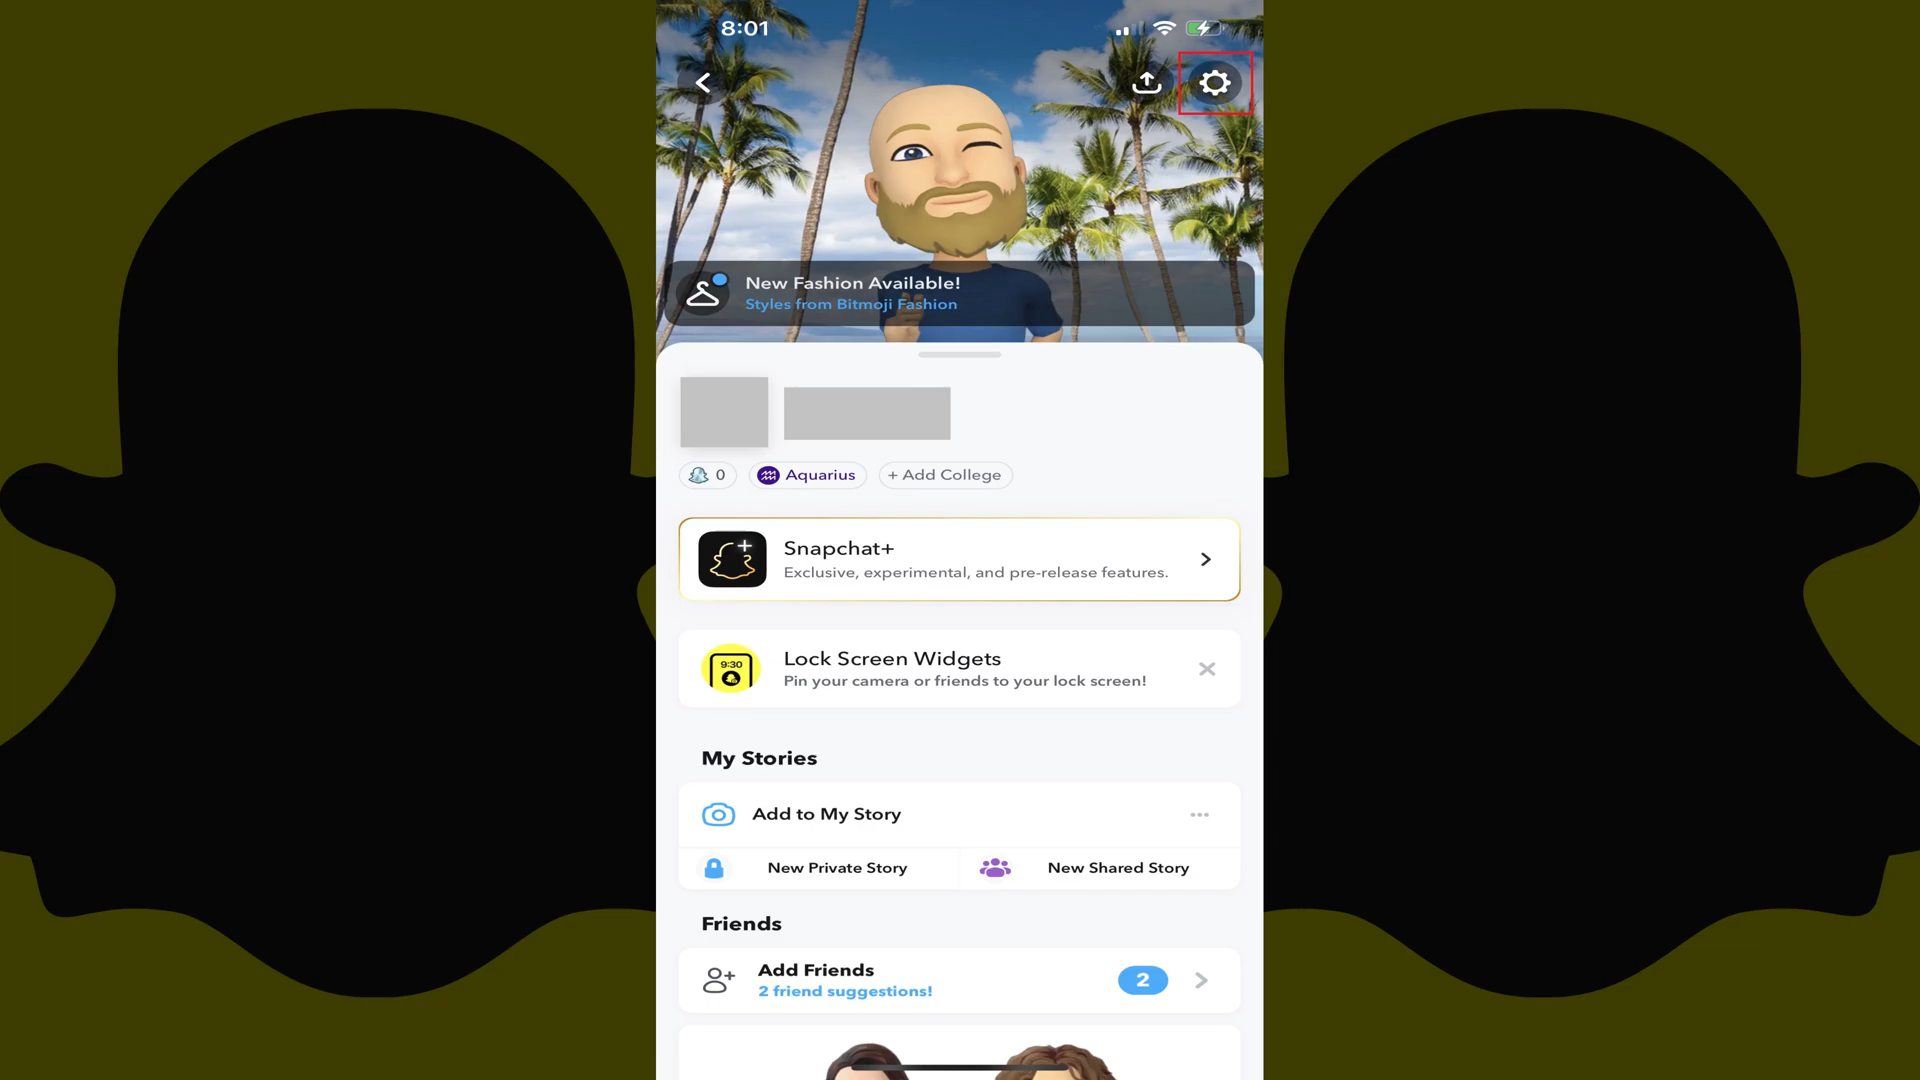 8:01
New Fashion Available!
Styles from Bitmoji Fashion
0
Aquarius
+ Add College
Snapchat+
Exclusive, experimental, and pre-release features.
9:30
Lock Screen Widgets
Pin your camera or friends to your lock screen!
My Stories
Add to My Story
New Private Story
New Shared Story
Friends
Add Friends
2 friend suggestions!
2